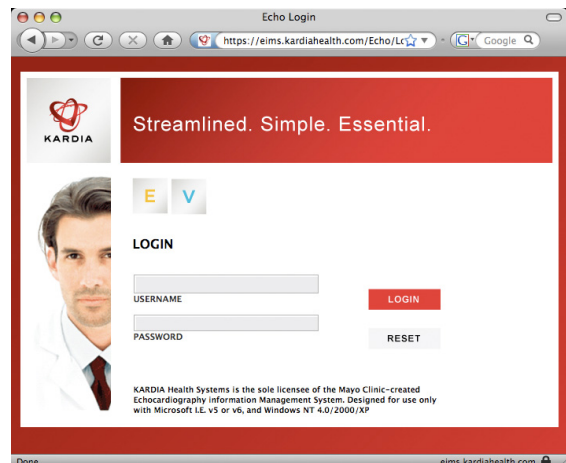 Echo Login
https://eims.kardiahealth.com/Echo/Lo
Google
KARDIA
Streamlined. Simple. Essential.
E V
LOGIN
USERNAME
LOGIN
PASSWORD
RESET
KARDIA Health Systems is the sole licensee of the Mayo Clinic-created
Echocardiography information Management System. Designed for use only
with Microsoft I.E. v5 or v6, and Windows NT 4.0/2000/XP
Done
eims.kardiahealth.com